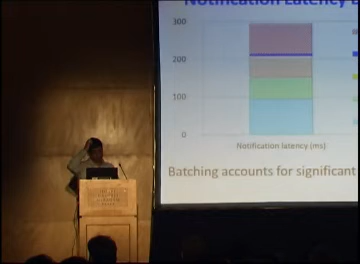 Notification Latency
300
200
100
0
Notification latency (ms)
Batching accounts for significant